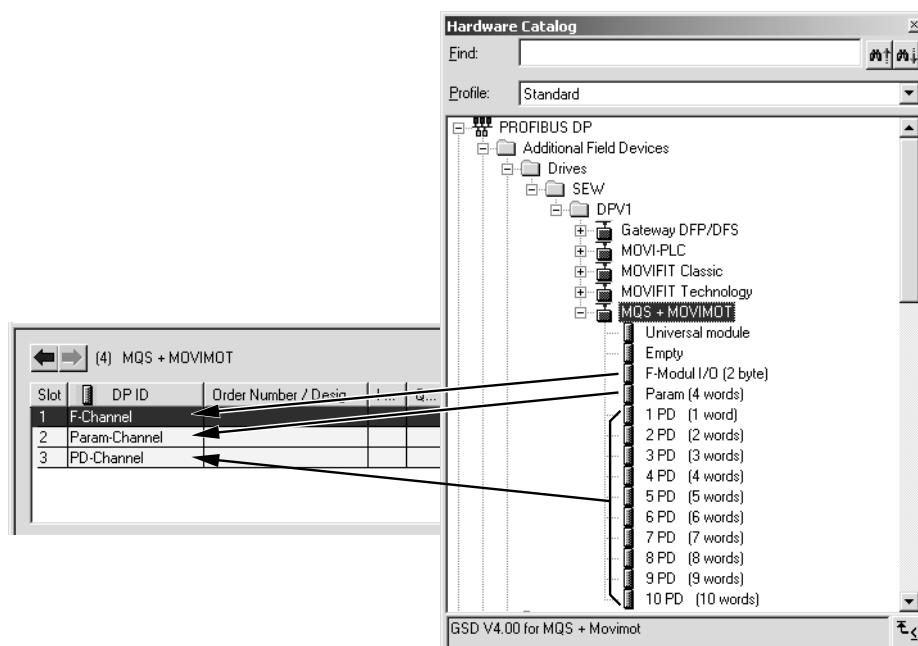 Hardware Catalog
Find:
Profile: Standard
PROFIBUS DP
Additional Field Devices
Drives
SEW
DPV1
Gateway DFP/DFS
MOVI-PLC
MOVIFIT Classic
MOVIFIT Technology
MQS + MOVIMOT
Universal module
Empty
F-Modul I/O (2 byte)
Param (4 words)
1 PD (1 word)
2 PD (2 words)
3 PD (3 words)
4 PD (4 words)
5 PD (5 words)
6 PD (6 words)
7 PD (7 words)
8 PD (8 words)
9 PD (9 words)
10 PD (10 words)
GSD V4.00 for MQS + Movimot
(4) MQS + MOVIMOT
Slot DP ID Order Number / Desig... I... Q...
1 F-Channel
2 Param-Channel
3 PD-Channel